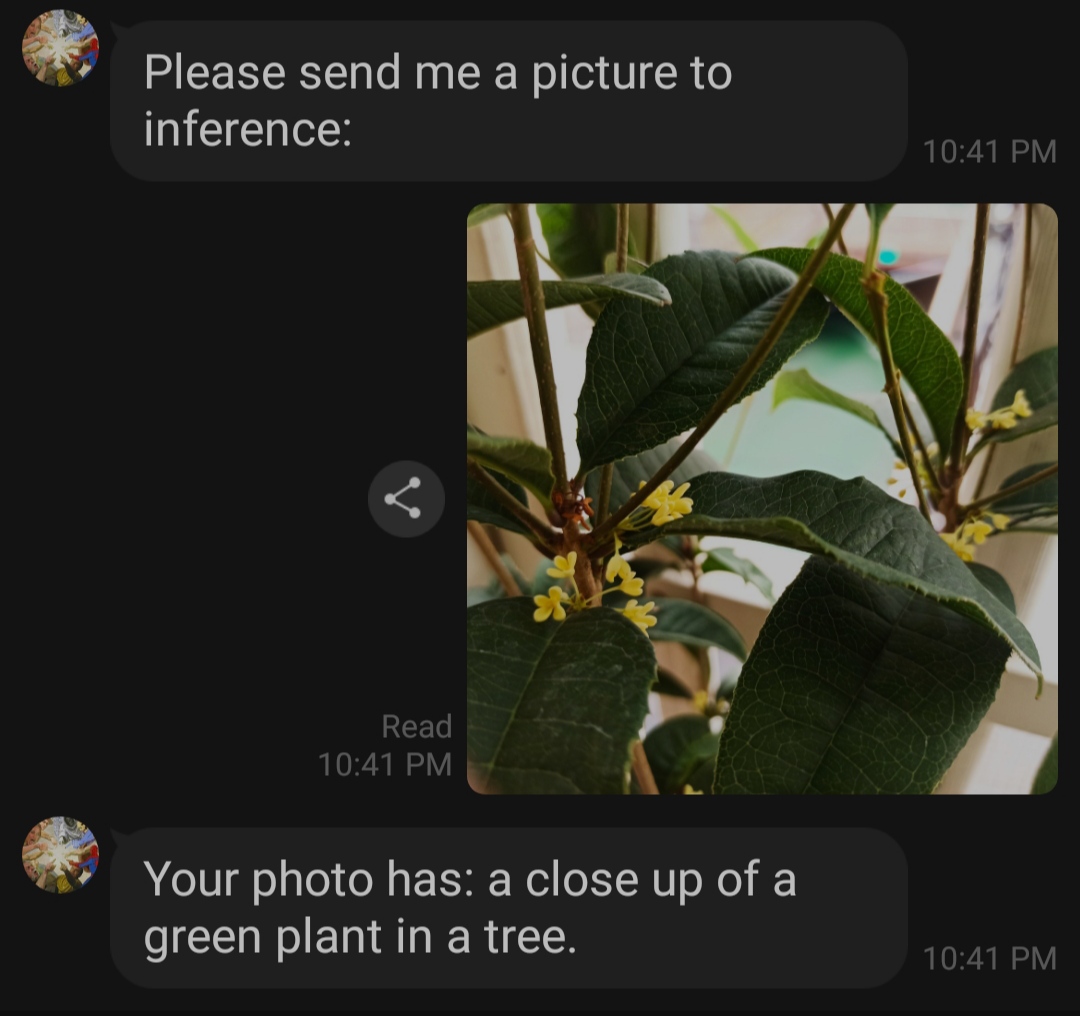 Please send me a picture to
inference:
10:41 PM
Read
10:41 PM
Your photo has: a close up of a
green plant in a tree.
10:41 PM